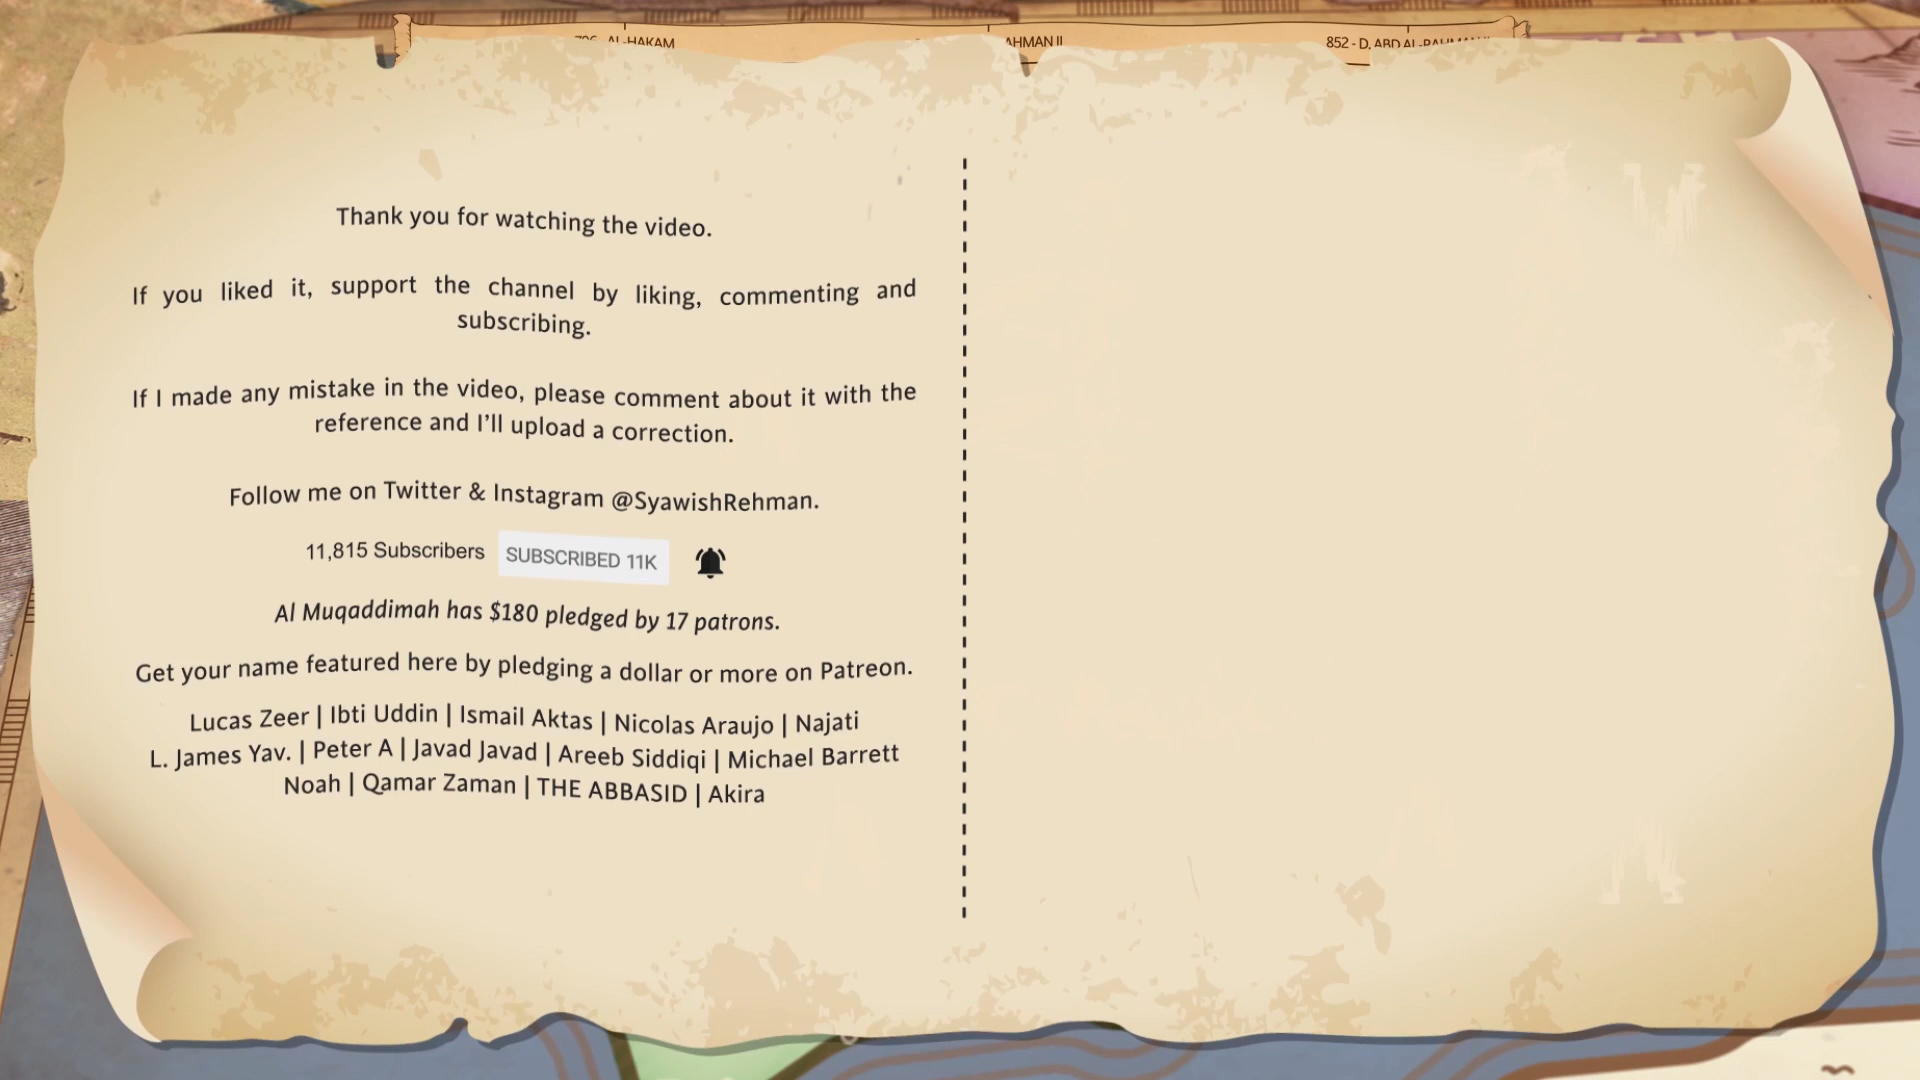 AL-HAKAM
852 - D. ABD AL-RAHMAN II
Thank you for watching the video.
If you liked it, support the channel by liking, commenting and
subscribing.
If I made any mistake in the video, please comment about it with the
reference and I'll upload a correction.
Follow me on Twitter & Instagram @SyawishRehman.
11,815 Subscribers SUBSCRIBED 11K
Al Muqaddimah has $180 pledged by 17 patrons.
Get your name featured here by pledging a dollar or more on Patreon.
Lucas Zeer | Ibti Uddin | Ismail Aktas | Nicolas Araujo | Najati
L. James Yav. | Peter A | Javad Javad | Areeb Siddiqi | Michael Barrett
Noah | Qamar Zaman | THE ABBASID | Akira